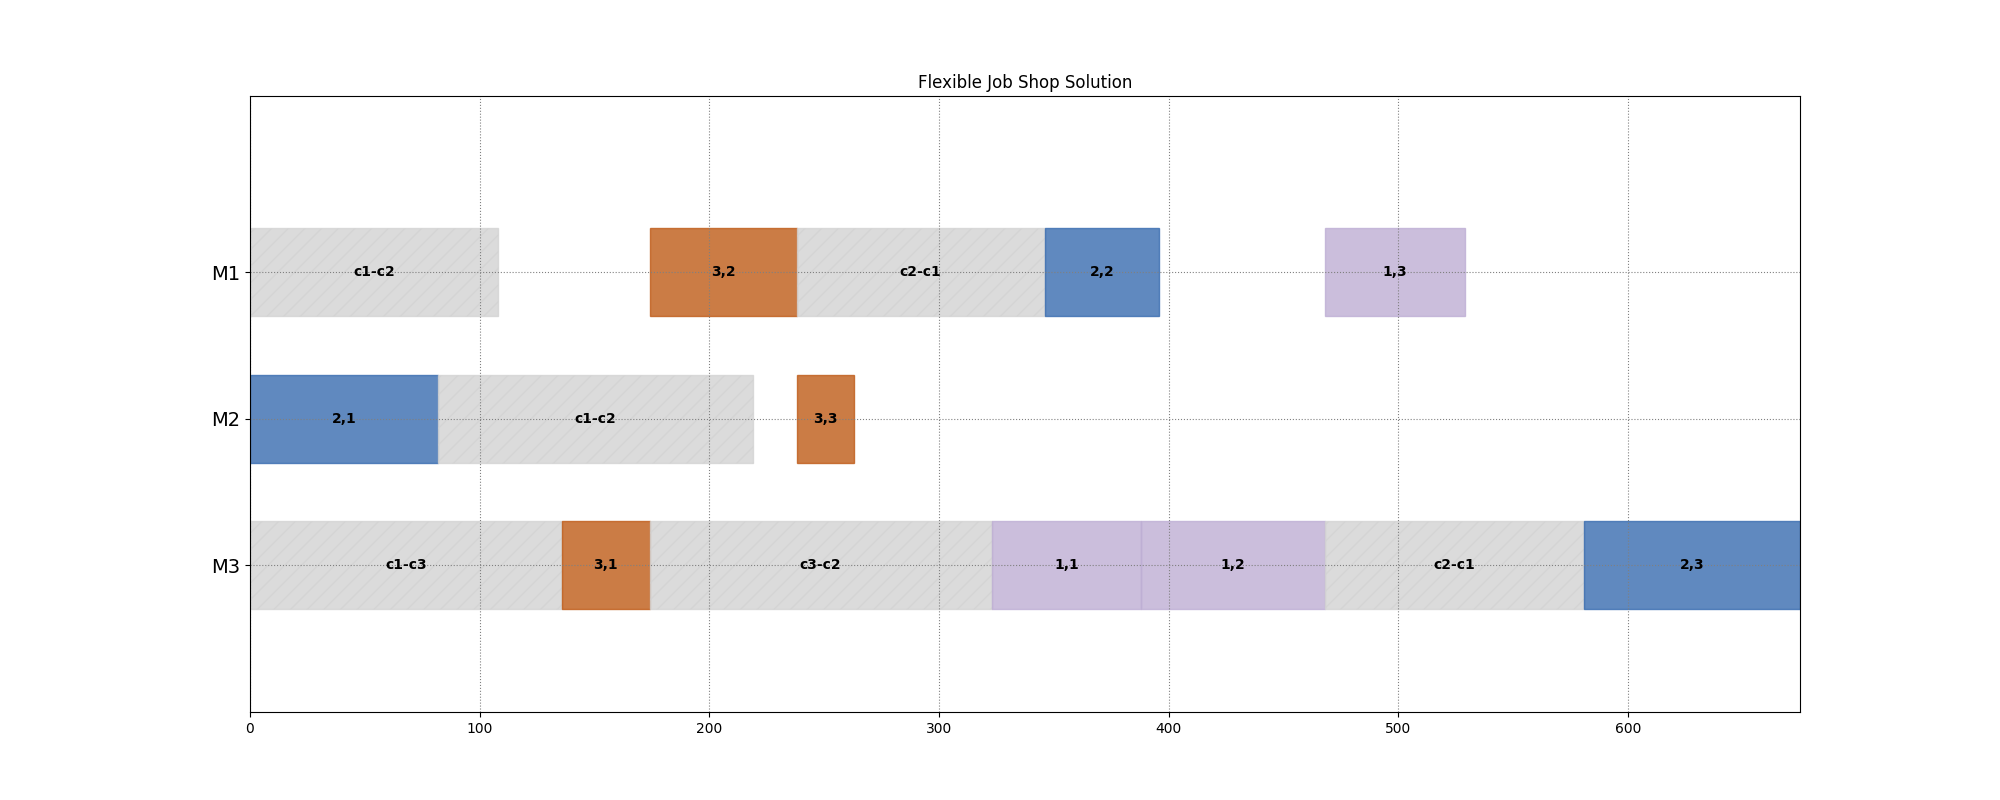 Flexible Job Shop Solution
M1
c1-c2
3,2
c2-c1
2,2
1,3
M2
2,1
c1-c2
3,3
M3
c1-c3
3,1
c3-c2
1,1
1,2
c2-c1
2,3
0 100 200 300 400 500 600